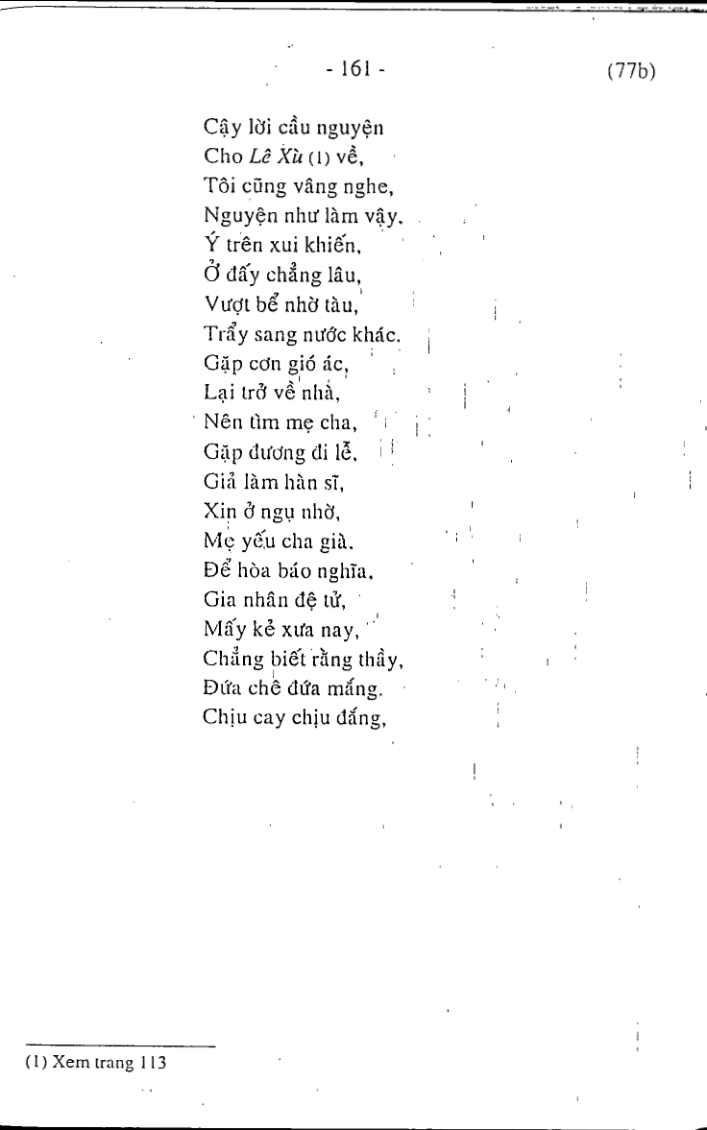 - 161 - (77b)
Cậy lời cầu nguyện
Cho Lê Xù (1) về,
Tôi cũng vâng nghe,
Nguyện như làm vậy.
Ý trên xui khiến,
Ở đấy chẳng lâu,
Vượt bể nhờ tàu,
Trẩy sang nước khác.
Gặp cơn gió ác,
Lại trở về nhà,
Nên tìm mẹ cha,
Gặp đương đi lễ.
Giả làm hàn sĩ,
Xin ở ngụ nhờ,
Mẹ yếu cha già.
Để hòa báo nghĩa.
Gia nhân đệ tử,
Mấy kẻ xưa nay,
Chẳng biết rằng thầy,
Đứa chê đứa mắng.
Chịu cay chịu đắng,
(1) Xem trang 113